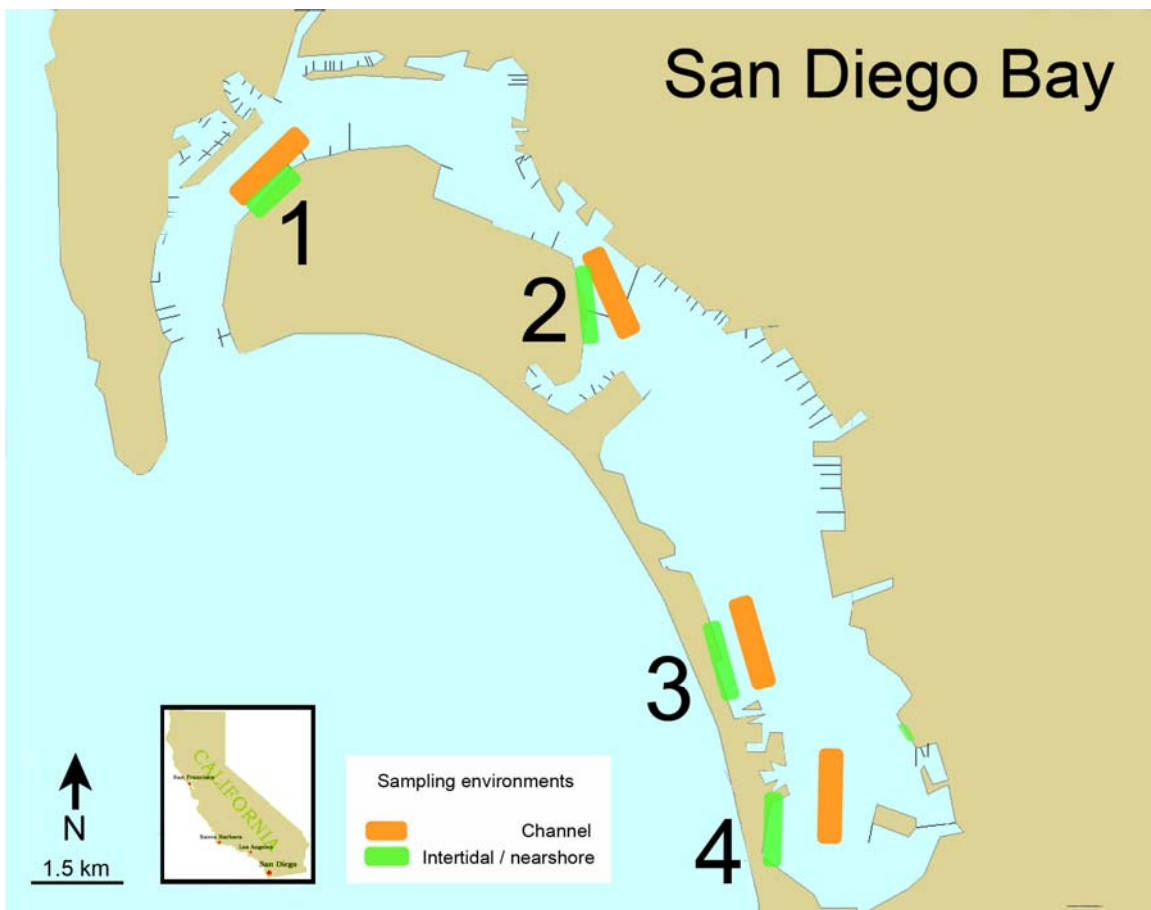 San Diego Bay
1
2
3
4
N
1.5 km
CALIFORNIA
San Francisco
Santa Barbara
Los Angeles
San Diego
Sampling environments
Channel
Intertidal / nearshore